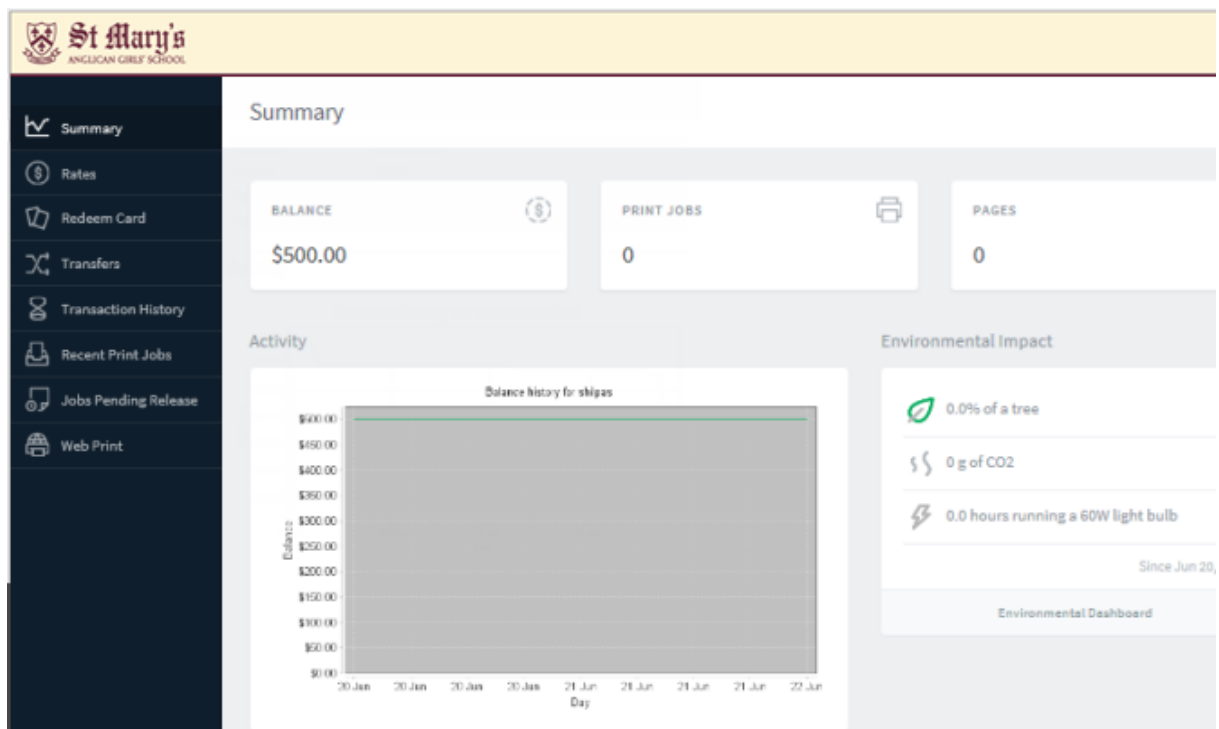 St Mary's
ANGLICAN GIRLS' SCHOOL
Summary
Rates
Redeem Card
Transfers
Transaction History
Recent Print Jobs
Jobs Pending Release
Web Print
Summary
BALANCE
$500.00
PRINT JOBS
0
PAGES
0
Activity
Balance history for shipas
$500.00
$450.00
$400.00
$350.00
$300.00
$250.00
$200.00
$150.00
$100.00
$50.00
$0.00
Balance
20 Jun 20 Jun 20 Jun 20 Jun 21 Jun 21 Jun 21 Jun 21 Jun 22 Jun
Day
Environmental Impact
0.0% of a tree
0 g of CO2
0.0 hours running a 60W light bulb
Since Jun 20,
Environmental Dashboard